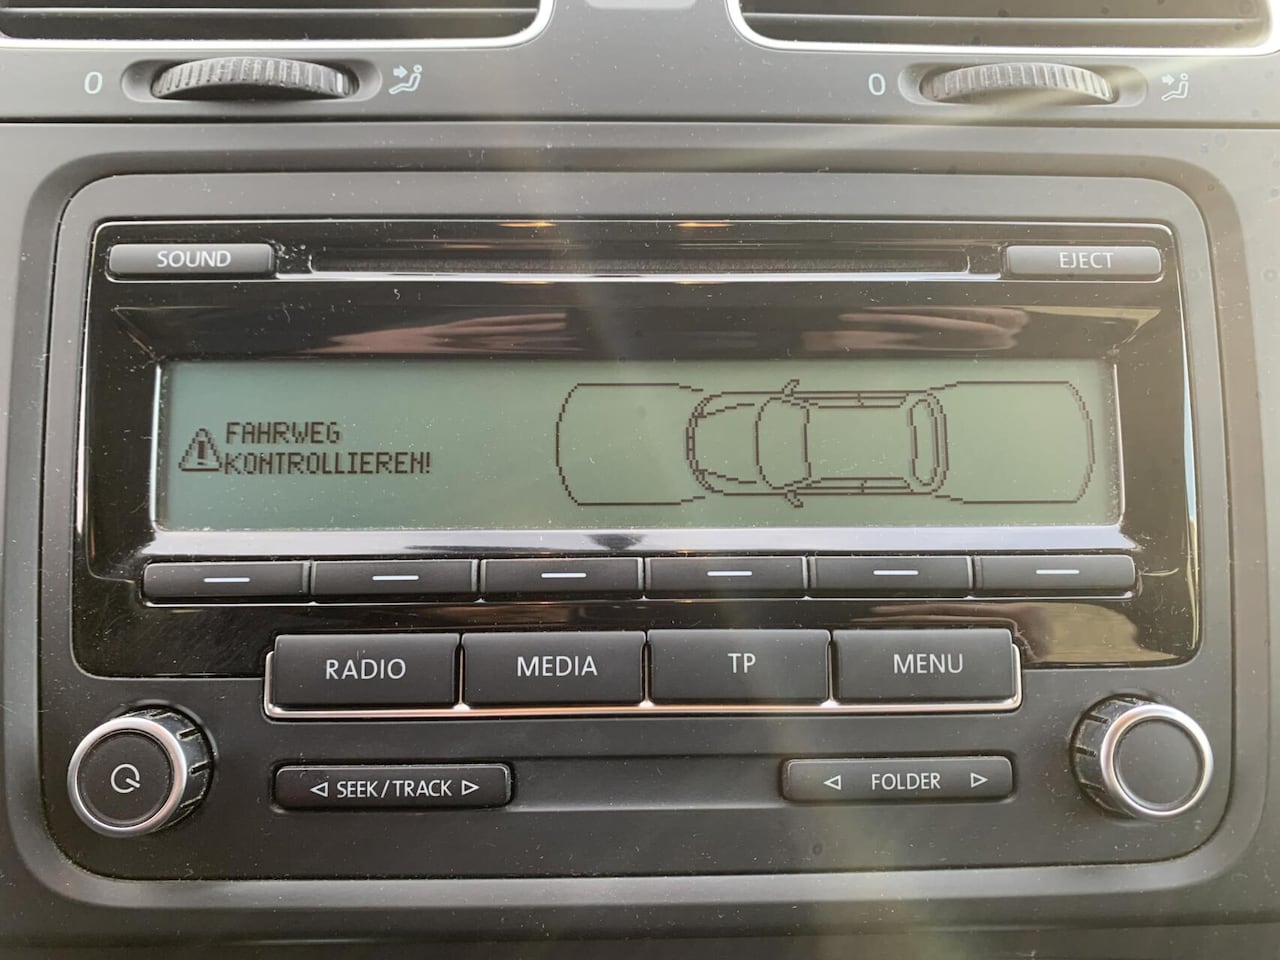 0
0
SOUND
EJECT
FAHRWEG
KONTROLLIEREN!
RADIO
MEDIA
TP
MENU
SEEK/TRACK
FOLDER